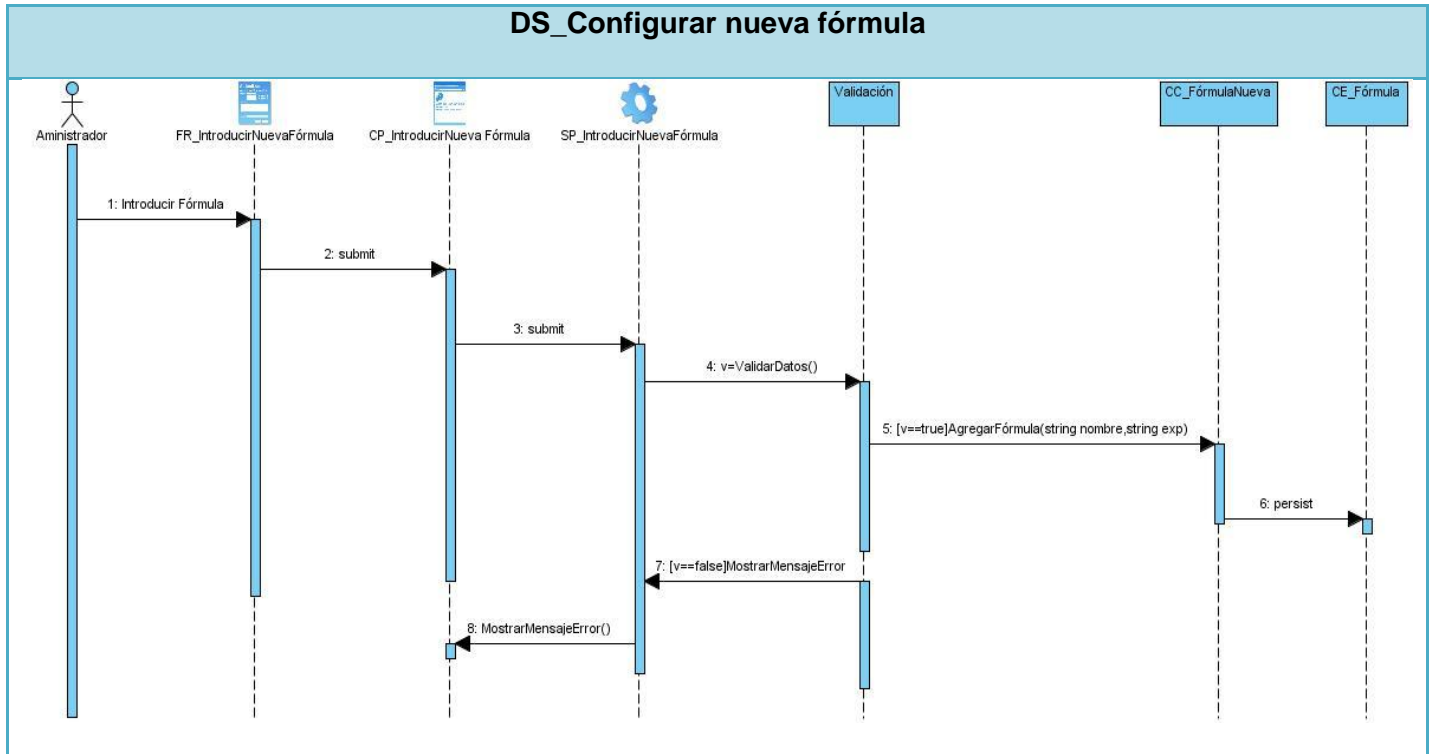 DS_Configurar nueva fórmula
Aministrador
FR_IntroducirNuevaFórmula
CP_IntroducirNueva Fórmula
SP_IntroducirNuevaFórmula
Validación
CC_FórmulaNueva
CE_Fórmula
1: Introducir Fórmula
2: submit
3: submit
4: v=ValidarDatos()
5: [v==true]AgregarFórmula(string nombre,string exp)
6: persist
7: [v==false]MostrarMensajeError
8: MostrarMensajeError()